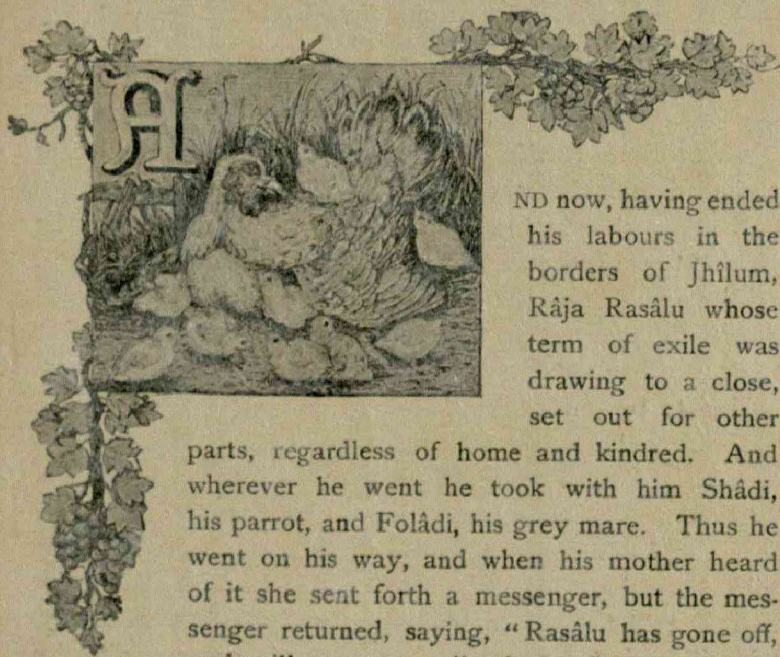 AND now, having ended
his labours in the
borders of Jhîlum,
Râja Rasâlu whose
term of exile was
drawing to a close,
set out for other
parts, regardless of home and kindred. And
wherever he went he took with him Shâdi,
his parrot, and Folâdi, his grey mare. Thus he
went on his way, and when his mother heard
of it she sent forth a messenger, but the mes-
senger returned, saying, “Rasâlu has gone off,